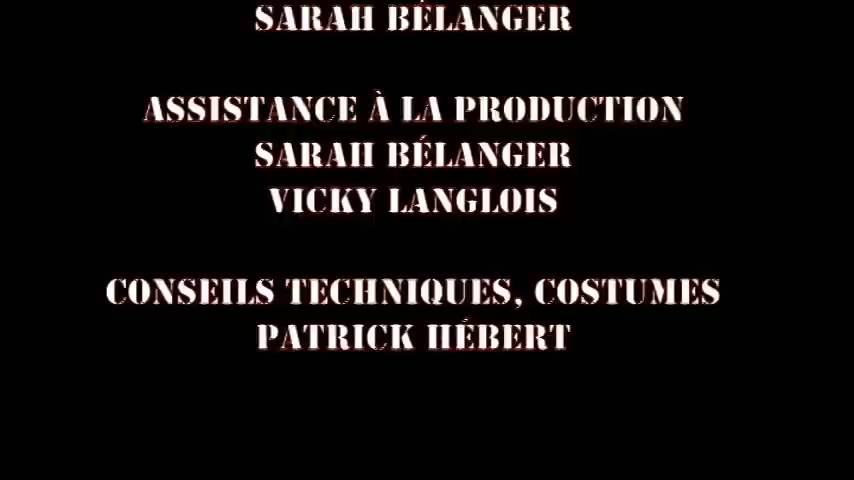 SARAH BÉLANGER
ASSISTANCE À LA PRODUCTION
SARAH BÉLANGER
VICKY LANGLOIS
CONSEILS TECHNIQUES, COSTUMES
PATRICK HÉBERT